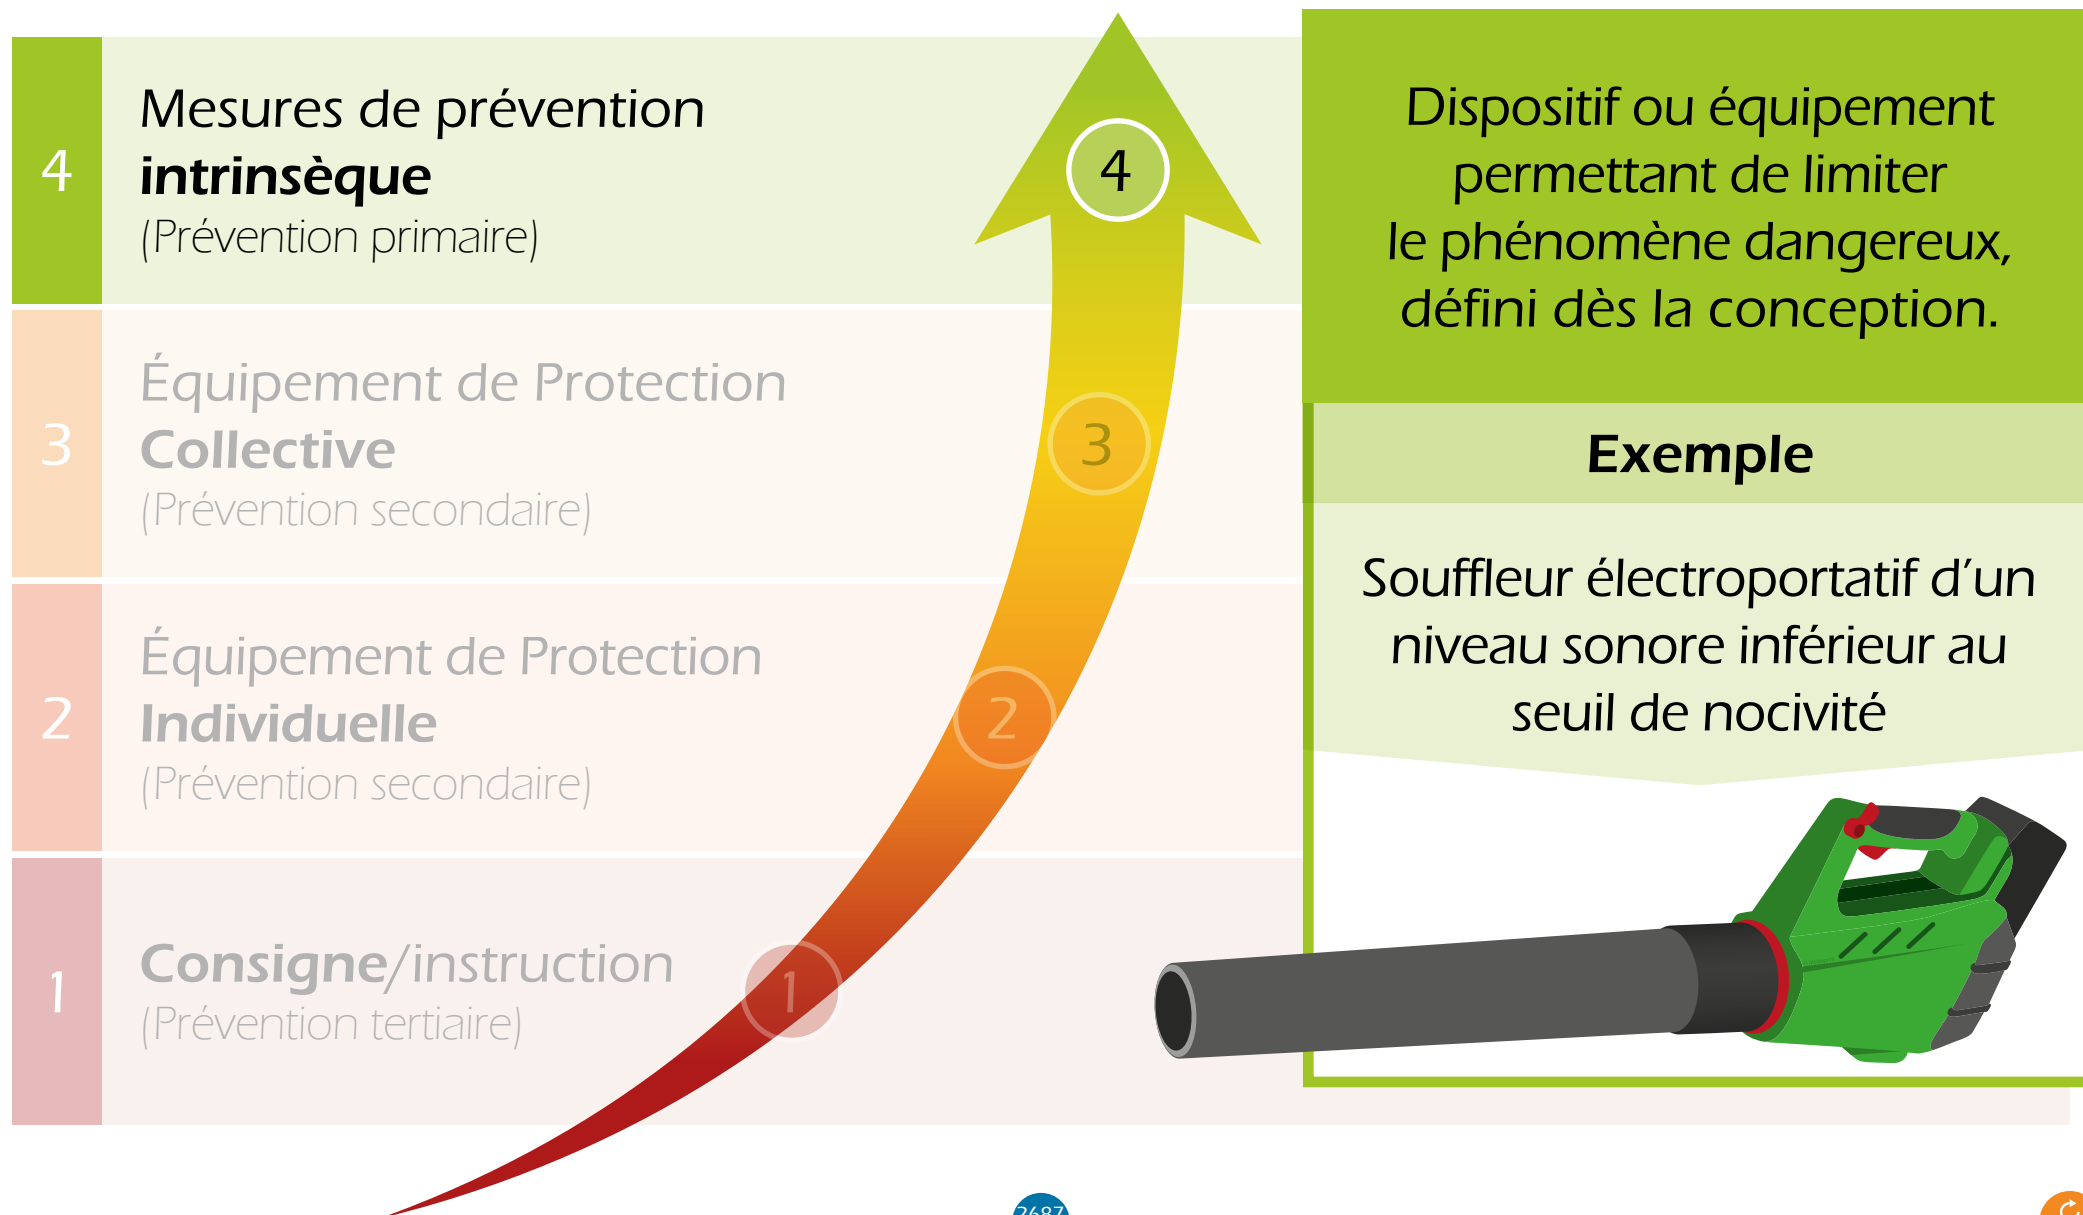 4
Mesures de prévention
intrinsèque
(Prévention primaire)
4
3
Équipement de Protection
Collective
(Prévention secondaire)
3
2
Équipement de Protection
Individuelle
(Prévention secondaire)
2
1
Consigne/instruction
(Prévention tertiaire)
1
Dispositif ou équipement
permettant de limiter
le phénomène dangereux,
défini dès la conception.
Exemple
Souffleur électroportatif d’un
niveau sonore inférieur au
seuil de nocivité
2687